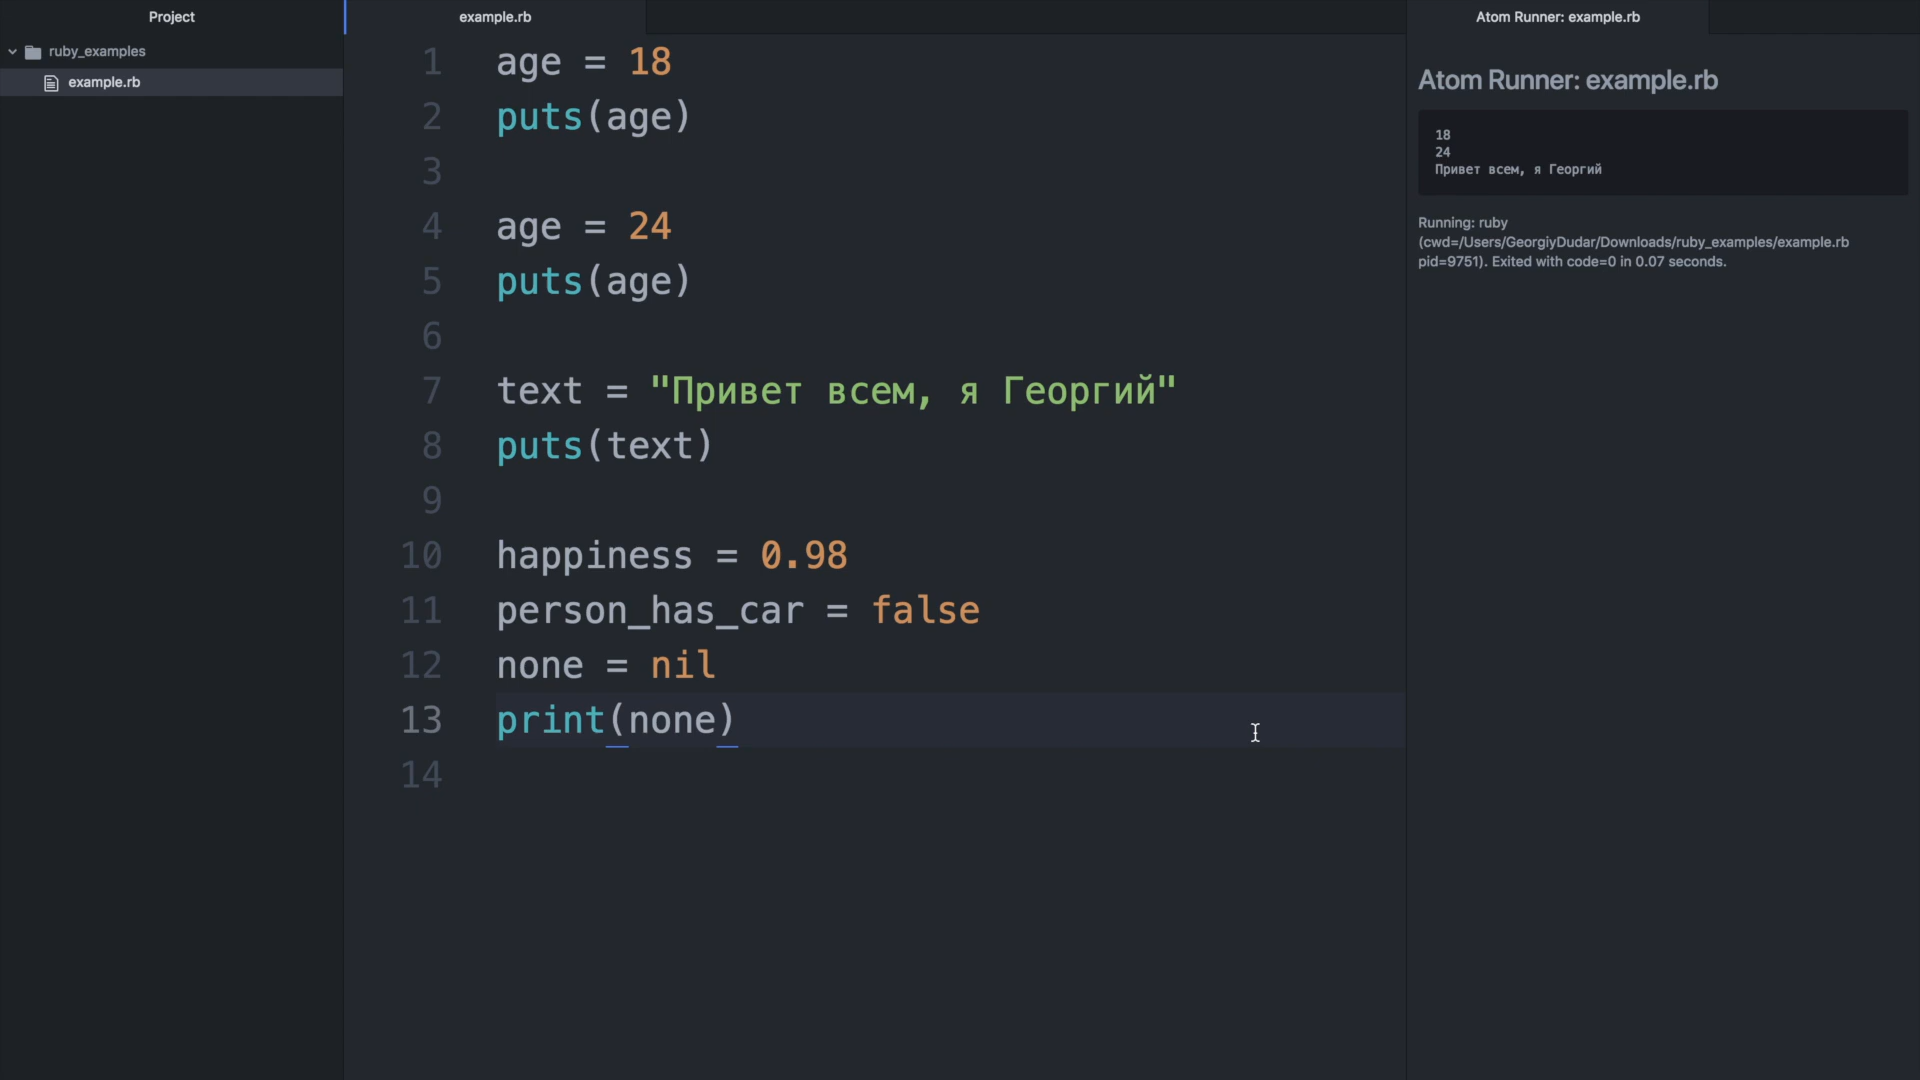 Project
ruby_examples
example.rb
example.rb
1 age = 18
2 puts(age)
3
4 age = 24
5 puts(age)
6
7 text = "Привет всем, я Георгий"
8 puts(text)
9
10 happiness = 0.98
11 person_has_car = false
12 none = nil
13 print(none)
14
Atom Runner: example.rb
Atom Runner: example.rb
18
24
Привет всем, я Георгий
Running: ruby
(cwd=/Users/GeorgiyDudar/Downloads/ruby_examples/example.rb
pid=9751). Exited with code=0 in 0.07 seconds.